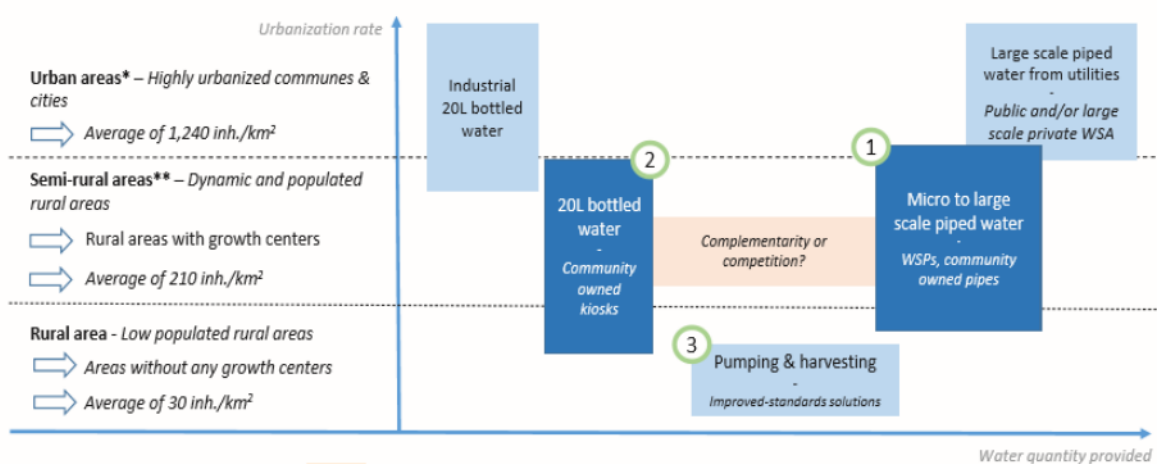 Urbanization rate
Urban areas* – Highly urbanized communes &
cities
Average of 1,240 inh./km²
Semi-rural areas** – Dynamic and populated
rural areas
Rural areas with growth centers
Average of 210 inh./km²
Rural area - Low populated rural areas
Areas without any growth centers
Average of 30 inh./km²
Industrial
20L bottled
water
Large scale piped
water from utilities
-
Public and/or large
scale private WSA
2
20L bottled
water
-
Community
owned
kiosks
Complementarity or
competition?
1
Micro to large
scale piped water
-
WSPs, community
owned pipes
3
Pumping & harvesting
-
Improved-standards solutions
Water quantity provided